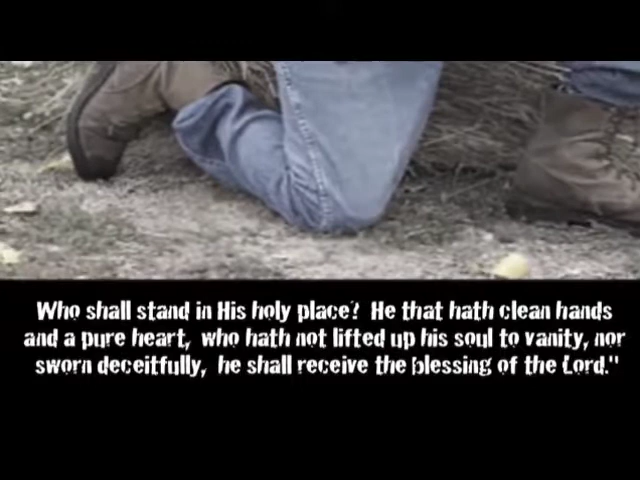 Who shall stand in His holy place? He that hath clean hands
and a pure heart, who hath not lifted up his soul to vanity, nor
sworn deceitfully, he shall receive the blessing of the Lord."